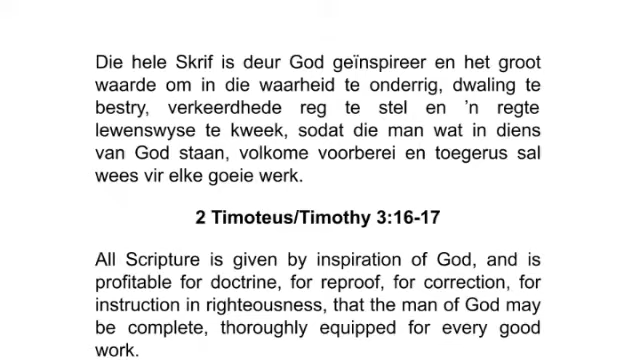 Die hele Skrif is deur God geïnspireer en het groot
waarde om in die waarheid te onderrig, dwaling te
bestry, verkeerdhede reg te stel en ’n regte
lewenswyse te kweek, sodat die man wat in diens
van God staan, volkome voorberei en toegerus sal
wees vir elke goeie werk.
2 Timoteus/Timothy 3:16-17
All Scripture is given by inspiration of God, and is
profitable for doctrine, for reproof, for correction, for
instruction in righteousness, that the man of God may
be complete, thoroughly equipped for every good
work.